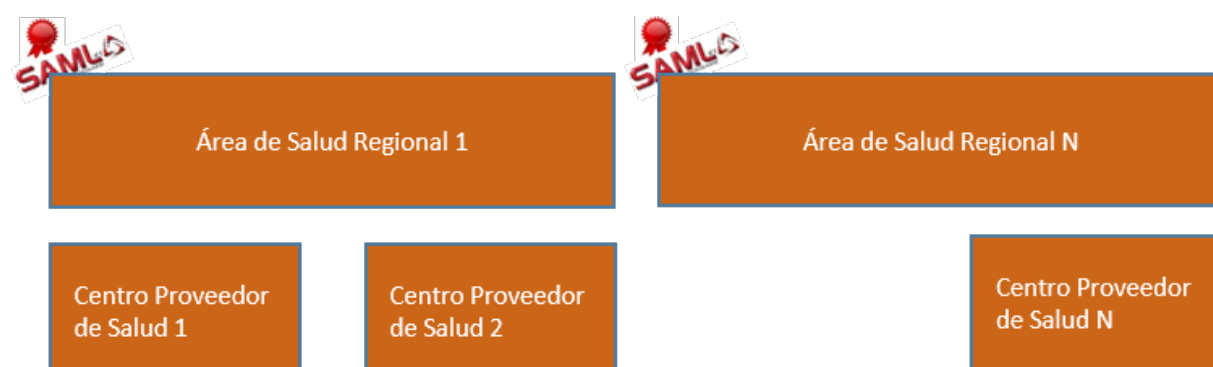 SAML
SAML
Área de Salud Regional 1
Área de Salud Regional N
Centro Proveedor
de Salud 1
Centro Proveedor
de Salud 2
Centro Proveedor
de Salud N